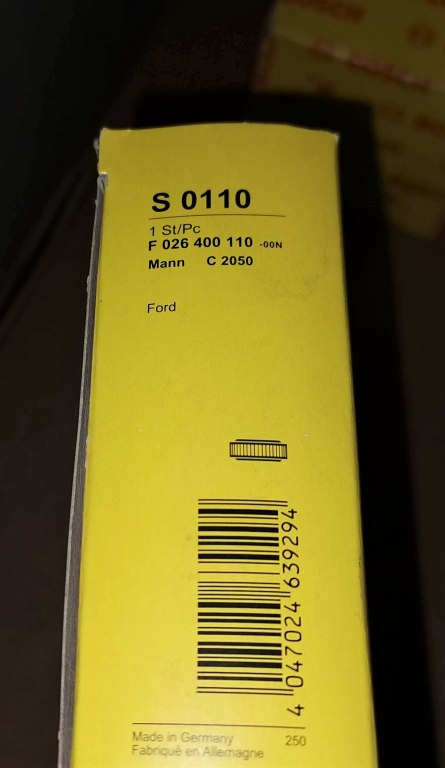 S 0110
1 St/Pc
F 026 400 110 -00N
Mann C 2050
Ford
4 047024 639294
Made in Germany 250
Fabriqué en Allemagne